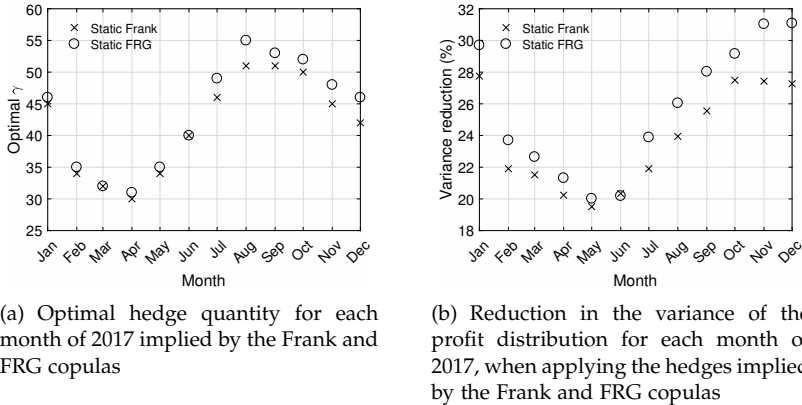 60
55
50
45
40
35
30
25
Optimal γ
Static Frank
Static FRG
Jan
Feb
Mar
Apr
May
Jun
Jul
Aug
Sep
Oct
Nov
Dec
Month
(a) Optimal hedge quantity for each
month of 2017 implied by the Frank and
FRG copulas
32
30
28
26
24
22
20
18
Variance reduction (%)
Static Frank
Static FRG
Jan
Feb
Mar
Apr
May
Jun
Jul
Aug
Sep
Oct
Nov
Dec
Month
(b) Reduction in the variance of the
profit distribution for each month of
2017, when applying the hedges implied
by the Frank and FRG copulas